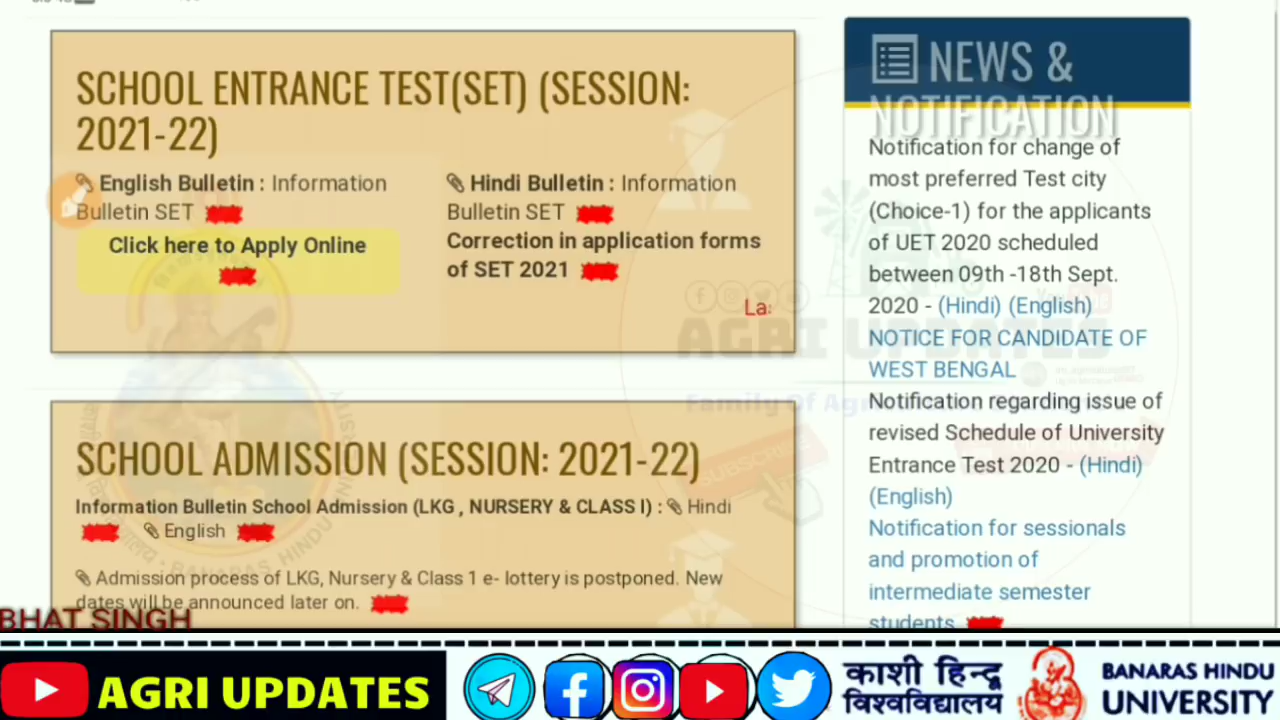 SCHOOL ENTRANCE TEST(SET) (SESSION:
2021-22)
English Bulletin : Information
Bulletin SET
Click here to Apply Online
Hindi Bulletin : Information
Bulletin SET
Correction in application forms
of SET 2021
La
SCHOOL ADMISSION (SESSION: 2021-22)
Information Bulletin School Admission (LKG , NURSERY & CLASS I) : Hindi
English
Admission process of LKG, Nursery & Class 1 e- lottery is postponed. New
dates will be announced later on.
NEWS &
NOTIFICATION
Notification for change of
most preferred Test city
(Choice-1) for the applicants
of UET 2020 scheduled
between 09th -18th Sept.
2020 - (Hindi) (English)
NOTICE FOR CANDIDATE OF
WEST BENGAL
Notification regarding issue of
revised Schedule of University
Entrance Test 2020 - (Hindi)
(English)
Notification for sessionals
and promotion of
intermediate semester
students
AGRI UPDATES
SUBSCRIBE
BHAT SINGH
AGRI UPDATES
काशी हिन्दू
विश्वविद्यालय
BANARAS HINDU
UNIVERSITY